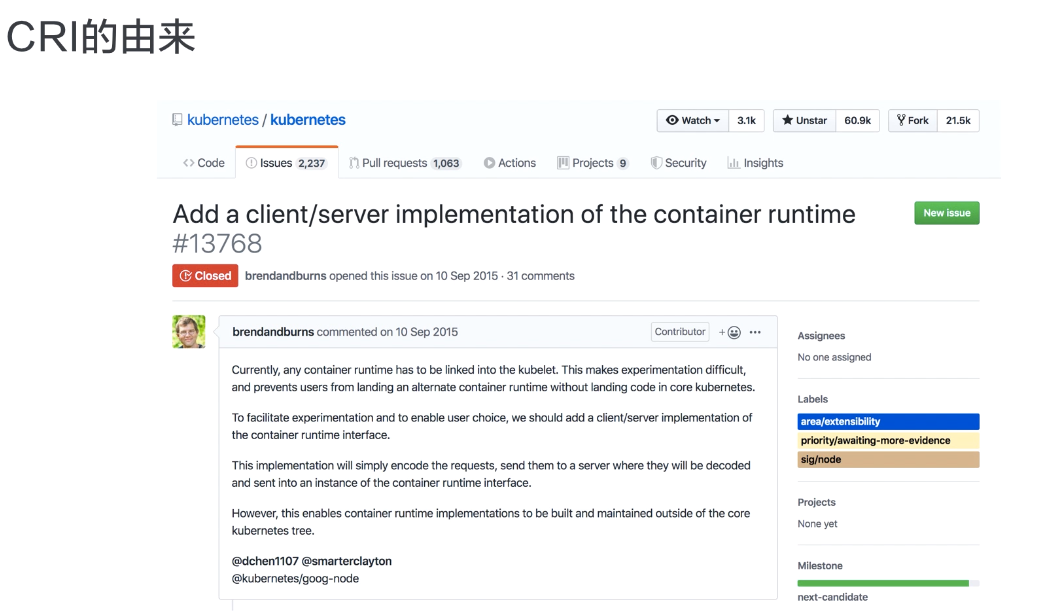 CRI的由来
kubernetes / kubernetes
Watch 3.1k Unstar 60.9k Fork 21.5k
Code Issues 2,237 Pull requests 1,063 Actions Projects 9 Security Insights
Add a client/server implementation of the container runtime
#13768
New issue
Closed brendandburns opened this issue on 10 Sep 2015 · 31 comments
brendandburns commented on 10 Sep 2015
Contributor
Currently, any container runtime has to be linked into the kubelet. This makes experimentation difficult,
and prevents users from landing an alternate container runtime without landing code in core kubernetes.
To facilitate experimentation and to enable user choice, we should add a client/server implementation of
the container runtime interface.
This implementation will simply encode the requests, send them to a server where they will be decoded
and sent into an instance of the container runtime interface.
However, this enables container runtime implementations to be built and maintained outside of the core
kubernetes tree.
@dchen1107 @smarterclayton
@kubernetes/goog-node
Assignees
No one assigned
Labels
area/extensibility
priority/awaiting-more-evidence
sig/node
Projects
None yet
Milestone
next-candidate